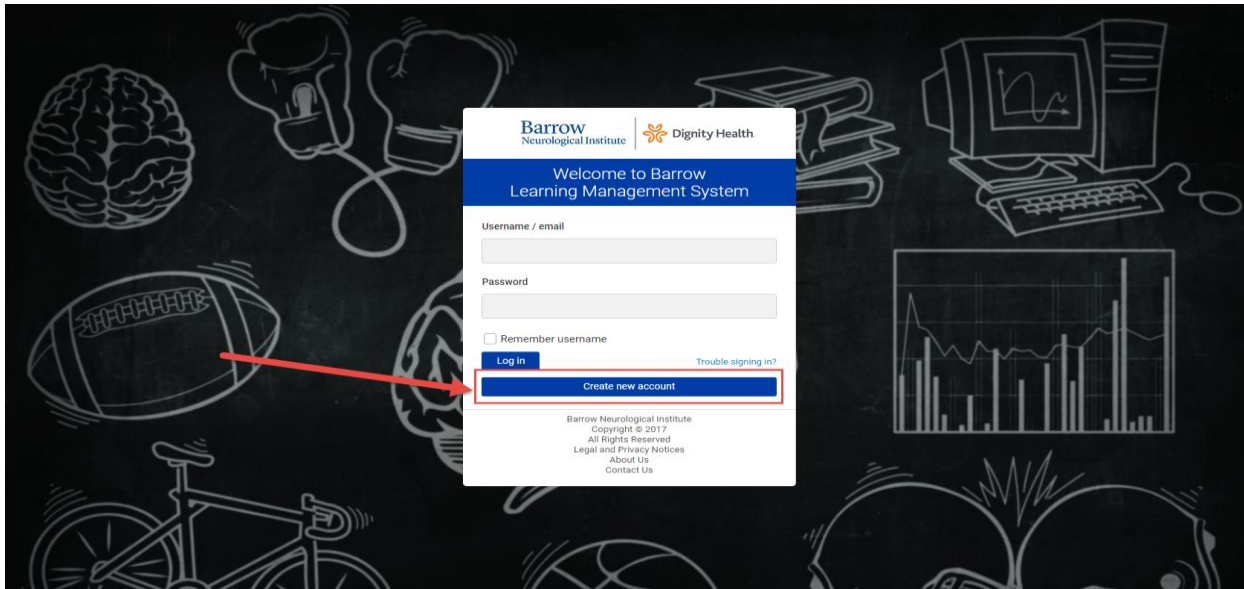 Barrow
Neurological Institute
Dignity Health.
Welcome to Barrow
Learning Management System
Username / email
Password
Remember username
Log in
Trouble signing in?
Create new account
Barrow Neurological Institute
Copyright © 2017
All Rights Reserved
Legal and Privacy Notices
About Us
Contact Us